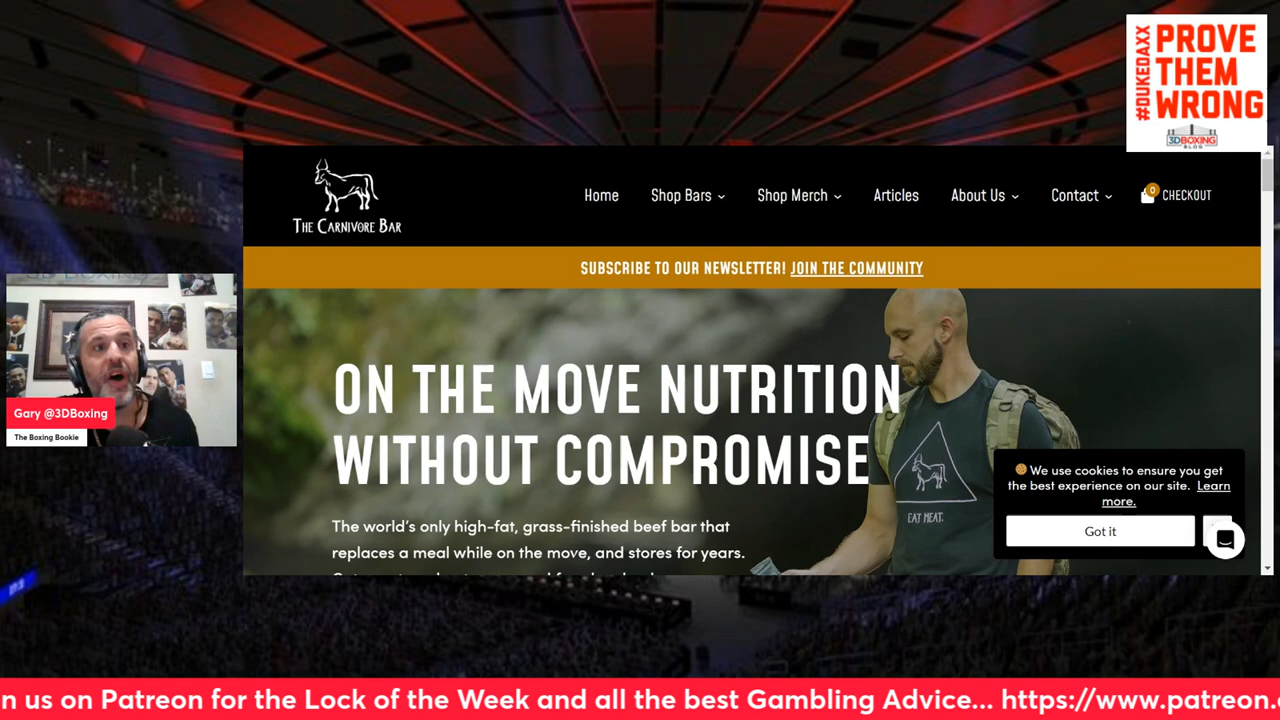 #DUKEDAXX
PROVE
THEM
WRONG
3DBOXING
BLOG
THE CARNIVORE BAR
Home
Shop Bars
Shop Merch
Articles
About Us
Contact
0
CHECKOUT
SUBSCRIBE TO OUR NEWSLETTER! JOIN THE COMMUNITY
ON THE MOVE NUTRITION
WITHOUT COMPROMISE
The world's only high-fat, grass-finished beef bar that
replaces a meal while on the move, and stores for years.
EAT MEAT.
We use cookies to ensure you get
the best experience on our site. Learn
more.
Got it
3D BOXING
Gary @3DBoxing
The Boxing Bookie
n us on Patreon for the Lock of the Week and all the best Gambling Advice... https://www.patreon.